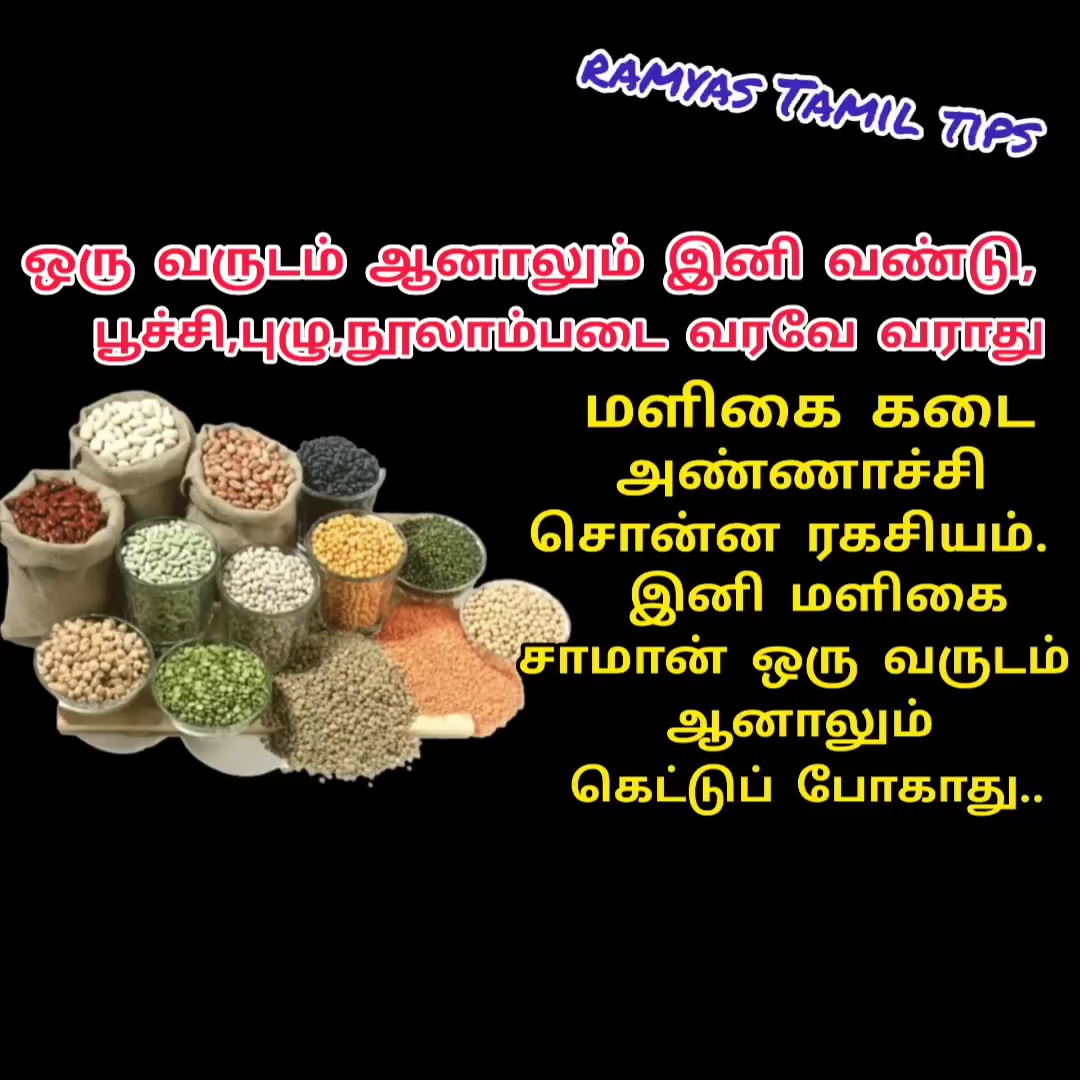 RAMYAS TAMIL TIPS
ஒரு வருடம் ஆனாலும் இனி வண்டு,
பூச்சி,புழு,நூலாம்படை வரவே வராது
மளிகை கடை
அண்ணாச்சி
சொன்ன ரகசியம்.
இனி மளிகை
சாமான் ஒரு வருடம்
ஆனாலும்
கெட்டுப் போகாது..